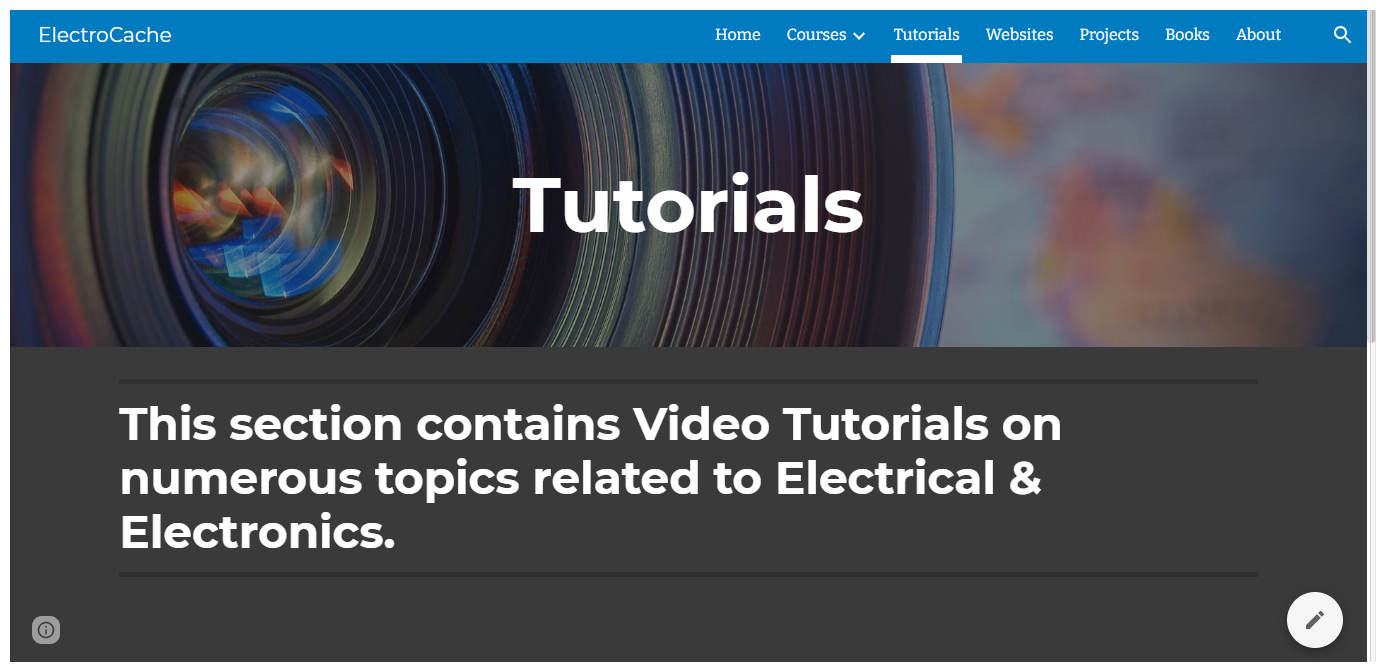 ElectroCache
Home Courses Tutorials Websites Projects Books About
Tutorials
This section contains Video Tutorials on
numerous topics related to Electrical &
Electronics.